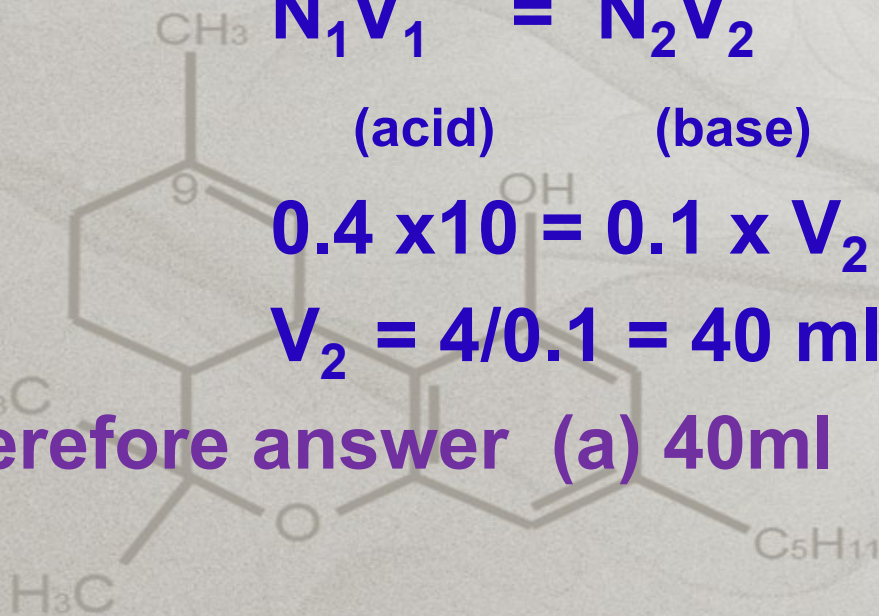 CH₃
N₁V₁ = N₂V₂
(acid) (base)
9
OH
0.4 x10 = 0.1 x V₂
V₂ = 4/0.1 = 40 ml
₃C
erefore answer (a) 40ml
O
C₅H₁₁
H₃C